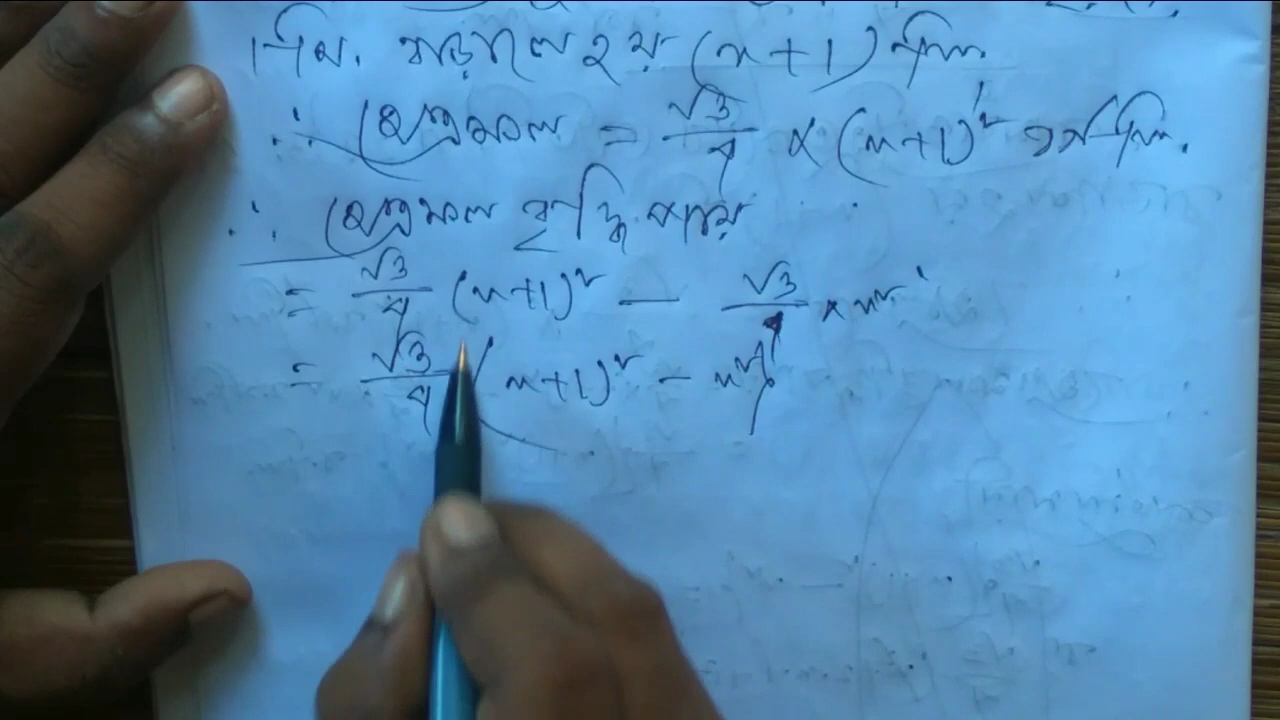 মি. বাড়ালে হয় (x+1) মি.
∴ ক্ষেত্রফল = √3/4 × (x+1)² বর্গমি.
∴ ক্ষেত্রফল বৃদ্ধি পায়
= √3/4 (x+1)² – √3/4 × x²
= √3/4 { (x+1)² – x² }